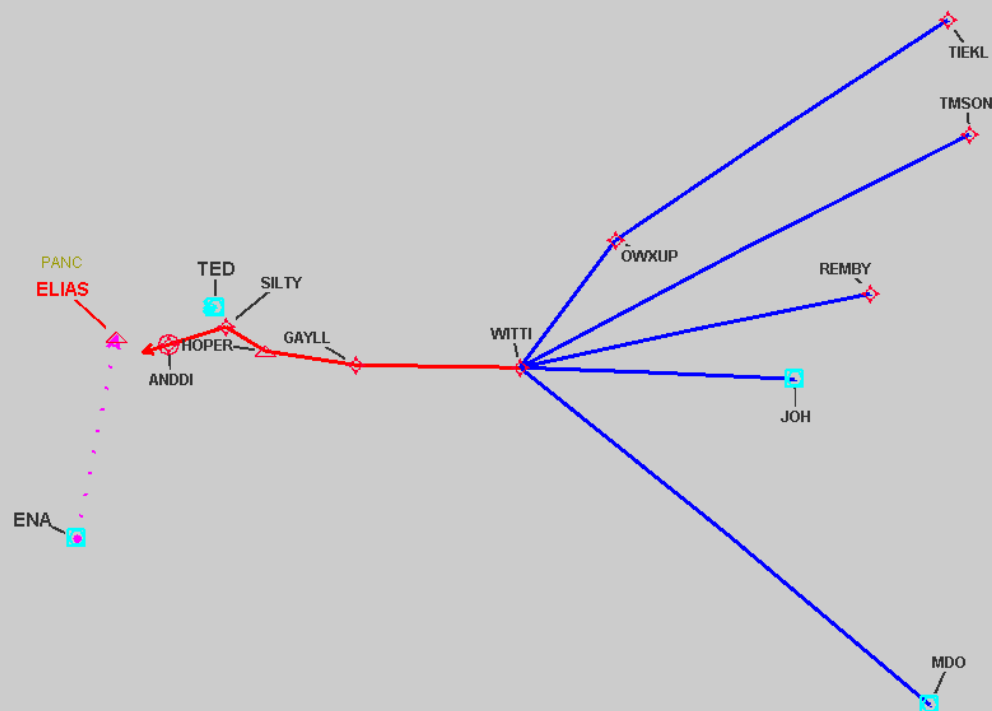 TIEKL
TMSON
OWXUP
REMBY
PANC
ELIAS
TED
SILTY
GAYLL
HOPER
ANDDI
WITTI
JOH
ENA
MDO